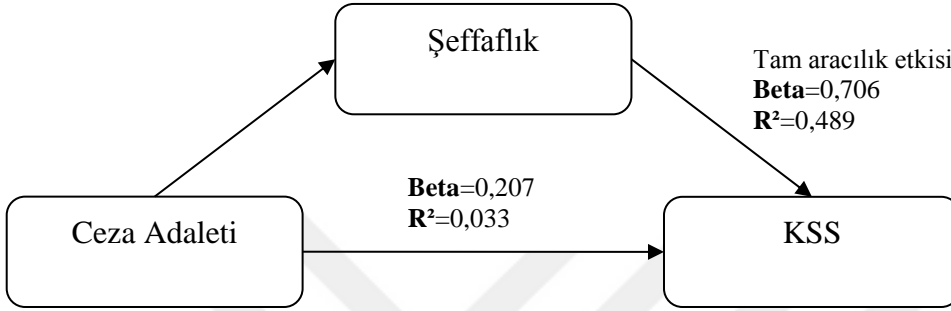 Şeffaflık
Tam aracılık etkisi
Beta=0,706
R²=0,489
Beta=0,207
R²=0,033
Ceza Adaleti
KSS